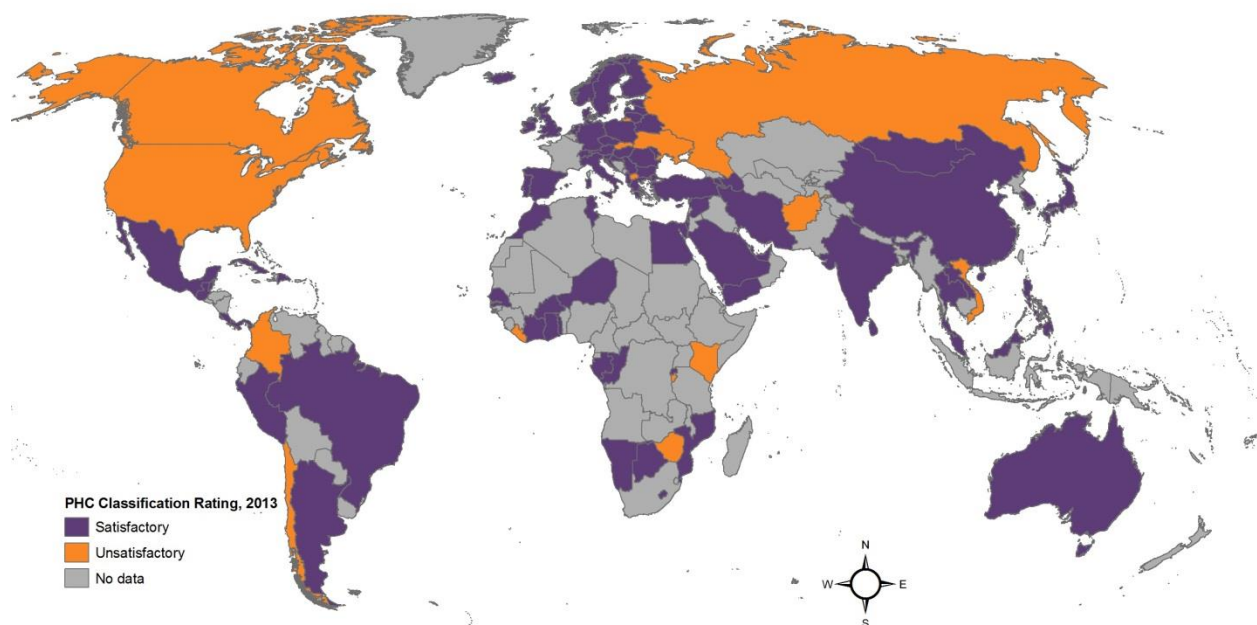 PHC Classification Rating, 2013
Satisfactory
Unsatisfactory
No data
N
W E
S